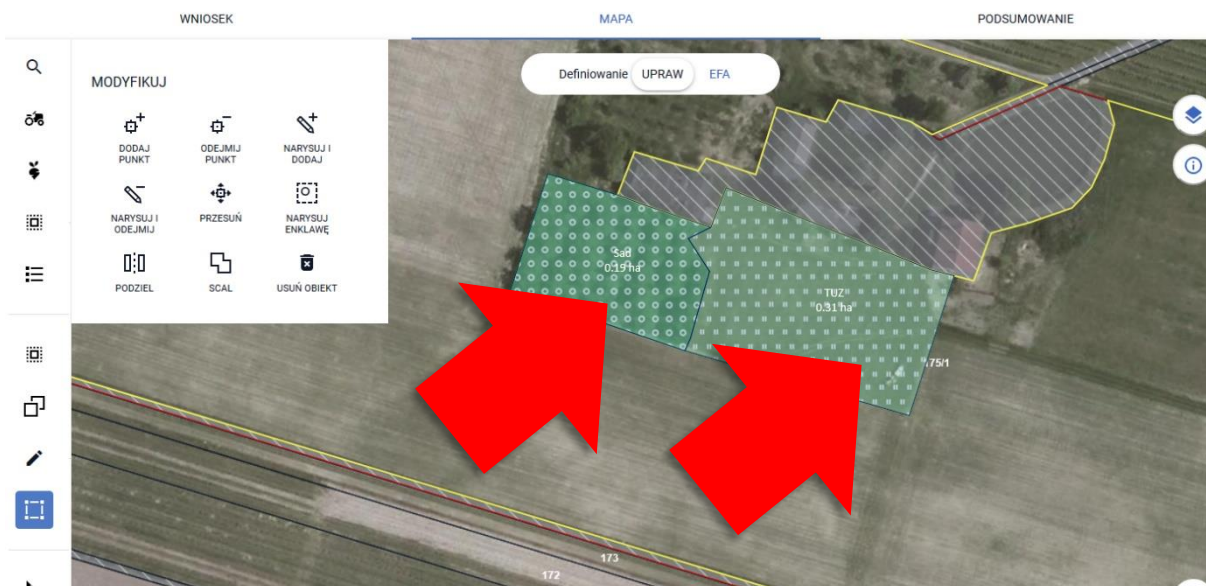 WNIOSEK
MAPA
PODSUMOWANIE
MODYFIKUJ
Definiowanie UPRAW EFA
DODAJ
PUNKT
ODEJMIJ
PUNKT
NARYSUJ I
DODAJ
NARYSUJ I
ODEJMIJ
PRZESUŃ
NARYSUJ
ENKLAWĘ
PODZIEL
SCAL
USUŃ OBIEKT
Sad
0.19 ha
TUZ
0.31 ha
175/1
173
172